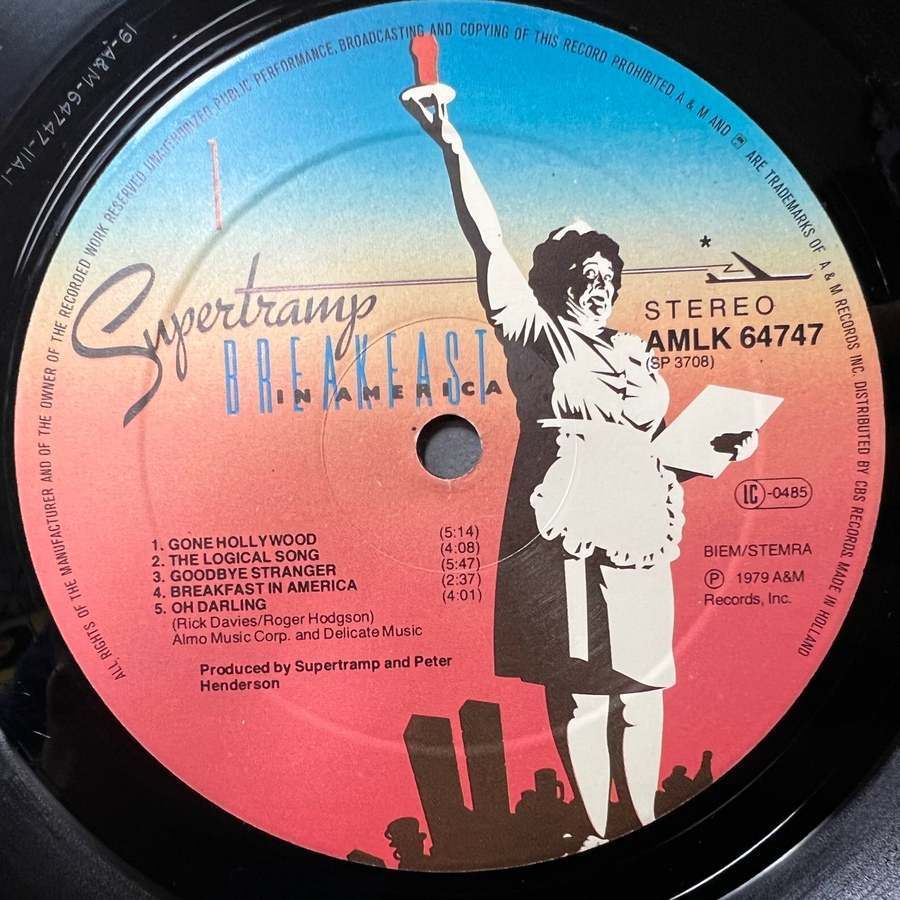 19-A&M-64747-11A-1
ALL RIGHTS OF THE MANUFACTURER AND OF THE OWNER OF THE RECORDED WORK RESERVED. UNAUTHORIZED PUBLIC PERFORMANCE, BROADCASTING AND COPYING OF THIS RECORD PROHIBITED. A & M AND ARE TRADEMARKS OF A & M RECORDS INC. DISTRIBUTED BY CBS RECORDS. MADE IN HOLLAND
Supertramp
BREAKFAST
IN AMERICA
*
STEREO
AMLK 64747
(SP 3708)
LC-0485
BIEM/STEMRA
Ⓟ 1979 A&M
Records, Inc.
1. GONE HOLLYWOOD (5:14)
2. THE LOGICAL SONG (4:08)
3. GOODBYE STRANGER (5:47)
4. BREAKFAST IN AMERICA (2:37)
5. OH DARLING (4:01)
(Rick Davies/Roger Hodgson)
Almo Music Corp. and Delicate Music
Produced by Supertramp and Peter
Henderson